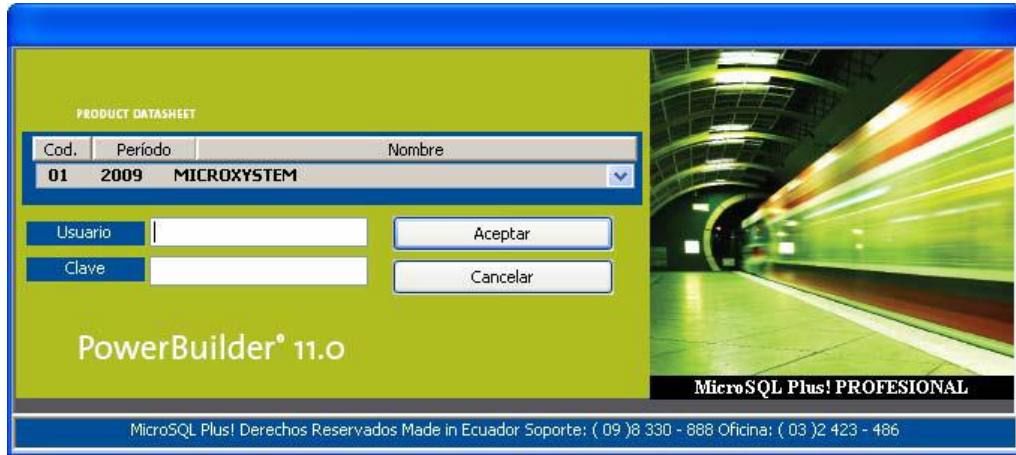 PRODUCT DATASHEET
Cod. Período Nombre
01 2009 MICROXYSTEM
Usuario Aceptar
Clave Cancelar
PowerBuilder® 11.0
MicroSQL Plus! PROFESIONAL
MicroSQL Plus! Derechos Reservados Made in Ecuador Soporte: ( 09 )8 330 - 888 Oficina: ( 03 )2 423 - 486